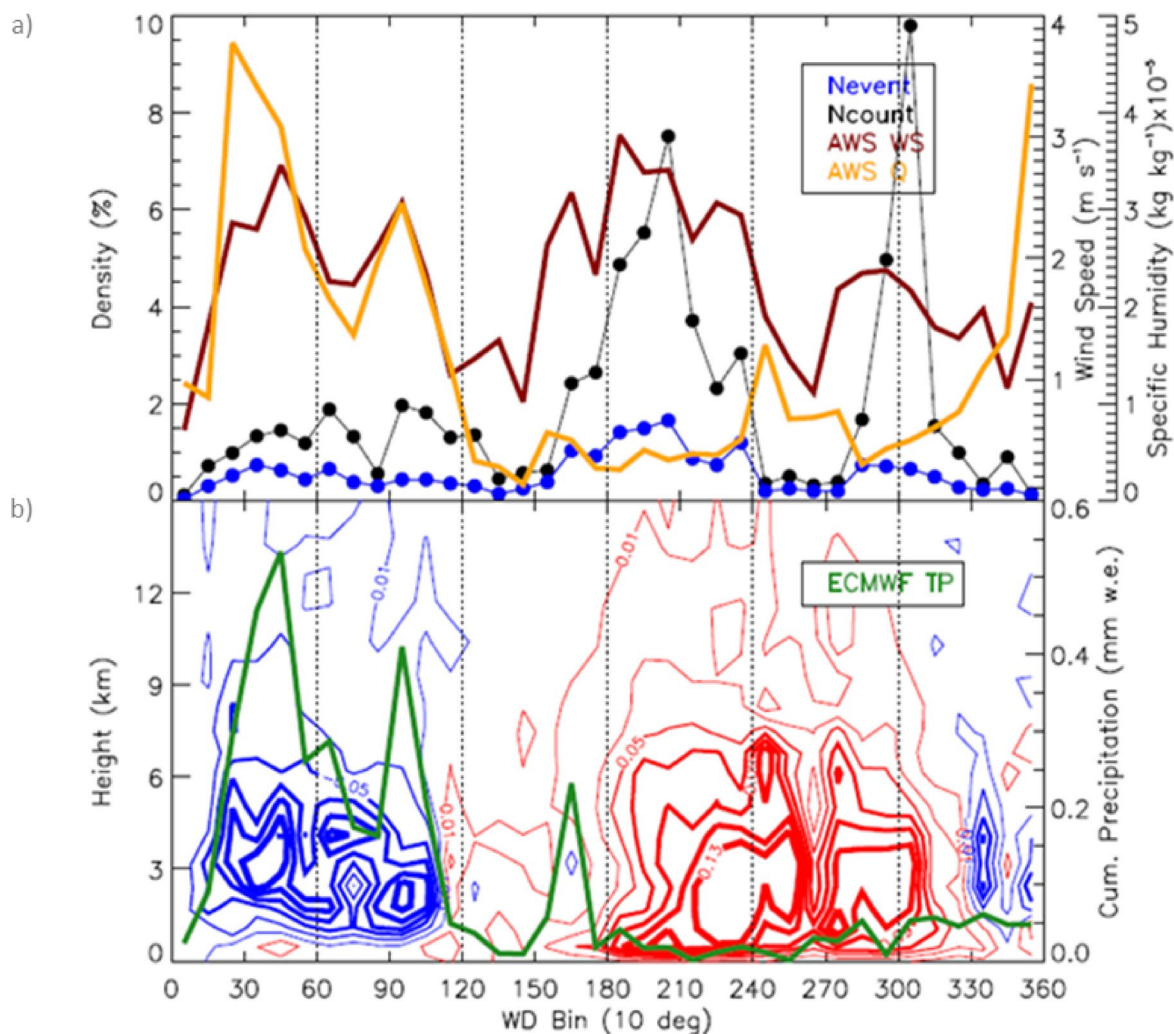 a)
10
8
6
4
2
0
Density (%)
Nevent
Ncount
AWS WS
AWS Q
4
3
2
1
0
Wind Speed (m s⁻¹)
5
4
3
2
1
0
Specific Humidity (kg kg⁻¹)×10⁻³
b)
12
9
6
3
0
Height (km)
0.01
0.01
-0.05
0.05
0.13
0.01
ECMWF TP
0.6
0.4
0.2
0.0
Cum. Precipitation (mm w.e.)
0 30 60 90 120 150 180 210 240 270 300 330 360
WD Bin (10 deg)